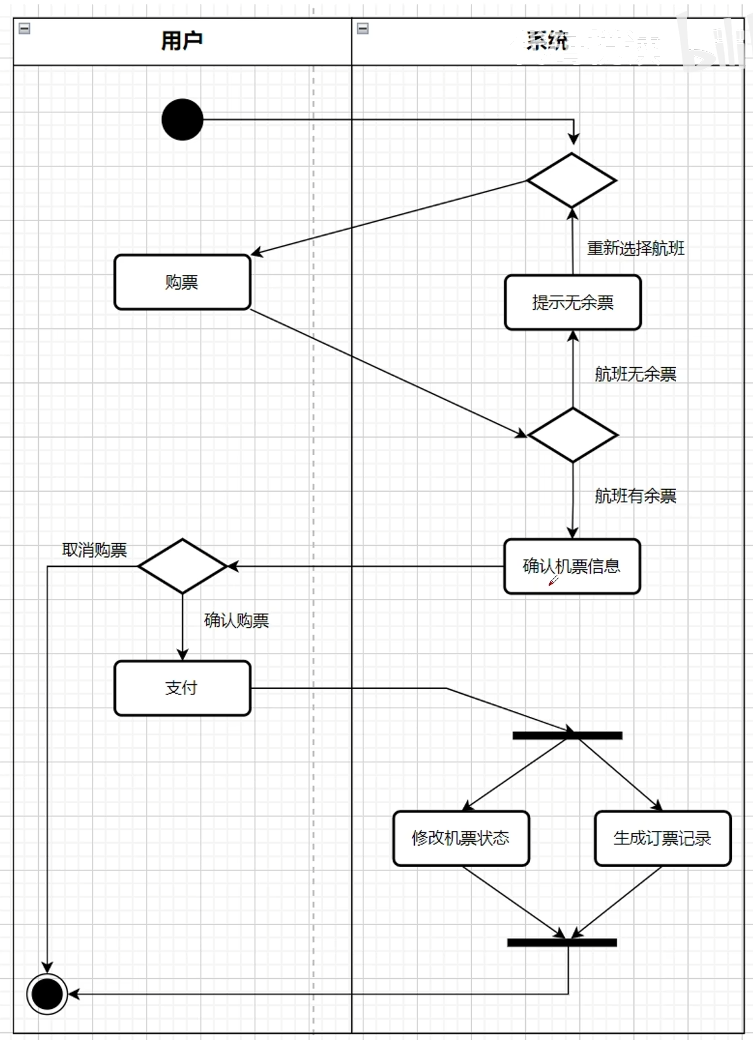 用户
系统
重新选择航班
购票
提示无余票
航班无余票
航班有余票
取消购票
确认机票信息
确认购票
支付
修改机票状态
生成订票记录